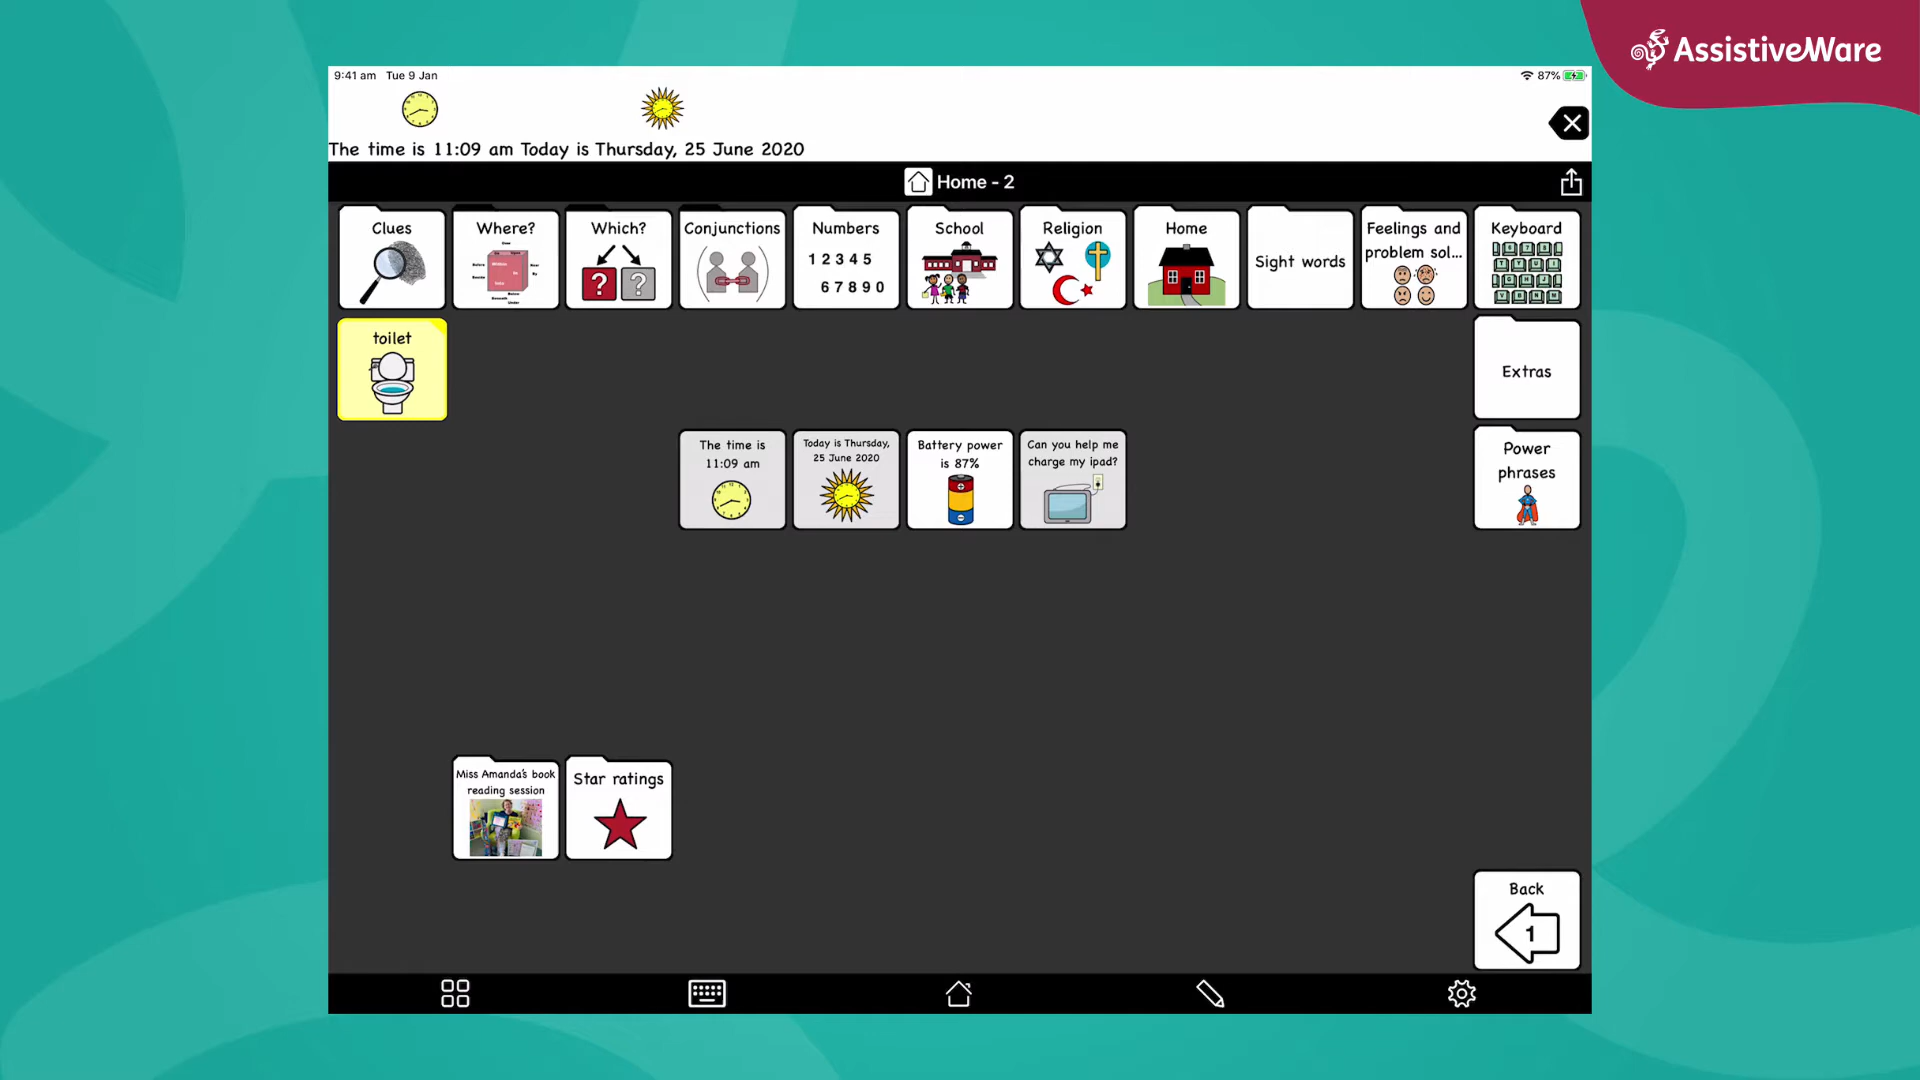 AssistiveWare
9:41 am Tue 9 Jan
87%
The time is 11:09 am Today is Thursday, 25 June 2020
Home - 2
Clues
Where?
Which?
Conjunctions
Numbers
1 2 3 4 5
6 7 8 9 0
School
Religion
Home
Sight words
Feelings and
problem sol...
Keyboard
toilet
Extras
The time is
11:09 am
Today is Thursday,
25 June 2020
Battery power
is 87%
Can you help me
charge my ipad?
Power
phrases
Miss Amanda's book
reading session
Star ratings
Back
1